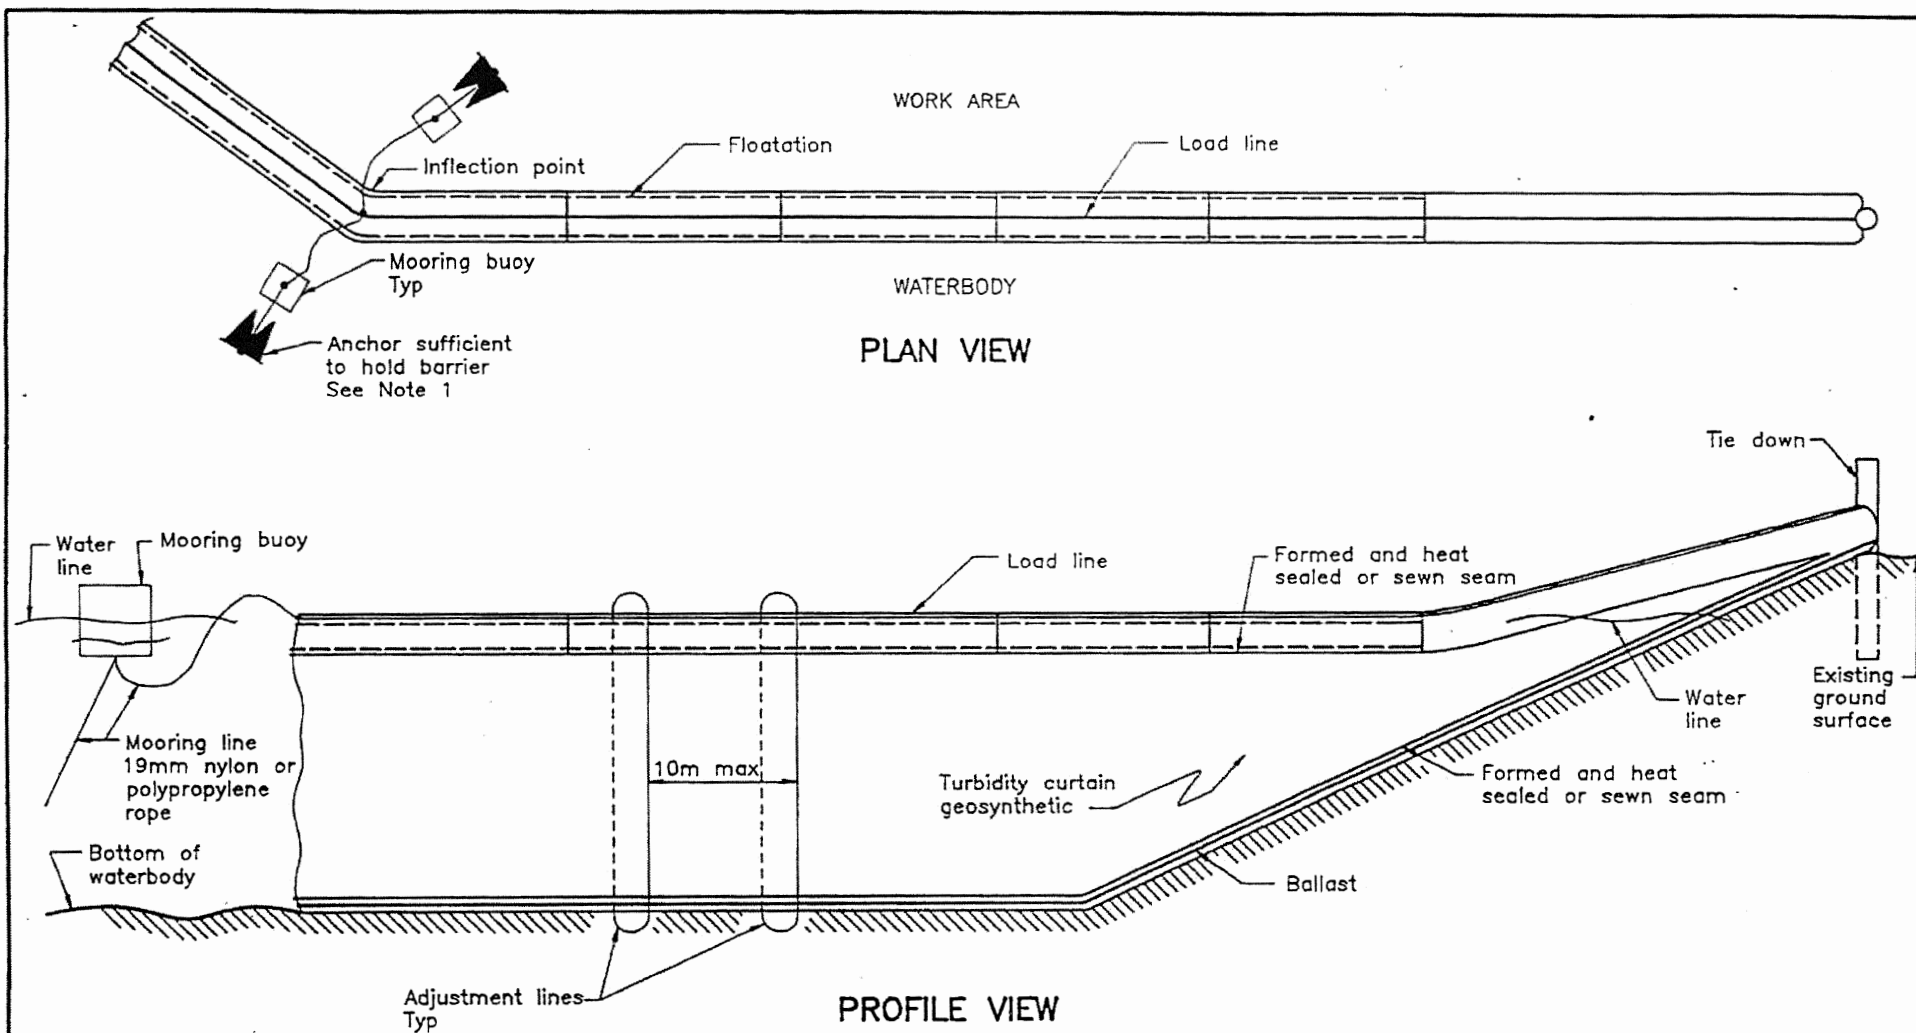 WORK AREA
Floatation
Load line
Inflection point
Mooring buoy
Typ
WATERBODY
Anchor sufficient
to hold barrier
See Note 1
PLAN VIEW
Tie down
Water
line
Mooring buoy
Load line
Formed and heat
sealed or sewn seam
Existing
ground
surface
Water
line
Mooring line
19mm nylon or
polypropylene
rope
10m max
Turbidity curtain
geosynthetic
Formed and heat
sealed or sewn seam
Bottom of
waterbody
Ballast
Adjustment lines
Typ
PROFILE VIEW